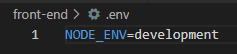 front-end > .env
1 NODE_ENV=development